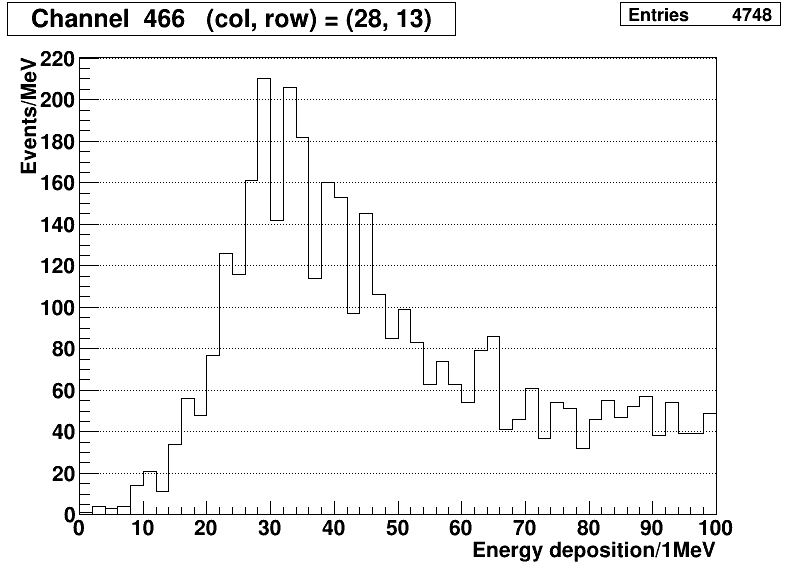 Channel 466 (col, row) = (28, 13)
Entries 4748
Events/MeV
220
200
180
160
140
120
100
80
60
40
20
0
0 10 20 30 40 50 60 70 80 90 100
Energy deposition/1MeV